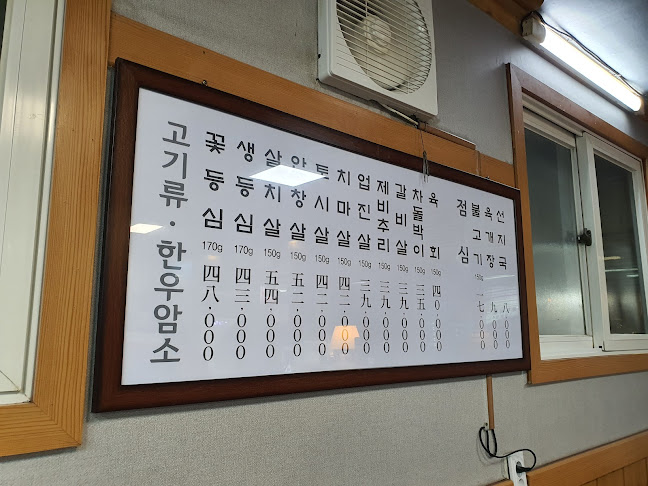 고기류·한우암소
꽃등심 170g 四八.000
생등심 170g 四三.000
살치살 150g 五四.000
안창살 150g 五二.000
토시살 150g 四二.000
치마살 150g 四二.000
업진살 150g 三九.000
제비추리 150g 三九.000
갈비살 150g 三九.000
차돌박이 150g 三五.000
육회 150g 四0.000
점심
불고기 150g 一七.000
육개장 九.000
선지국 八.000